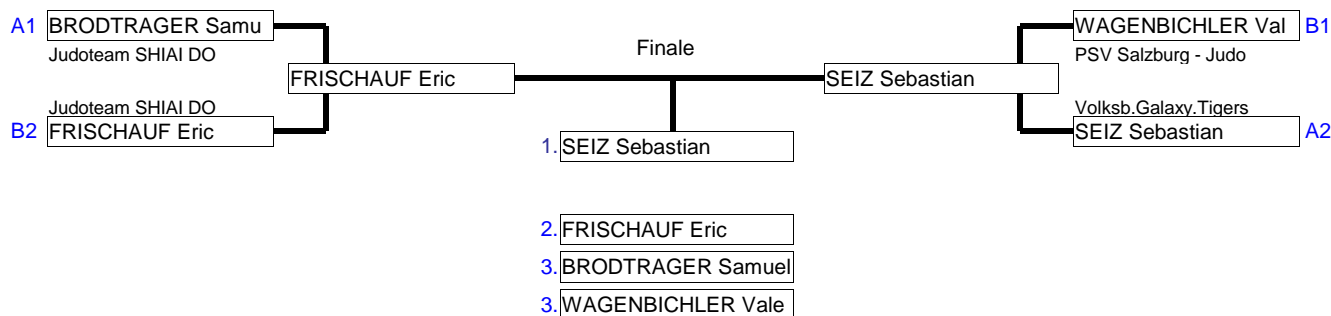 A1 BRODTRAGER Samu
Judoteam SHIAI DO
WAGENBICHLER Val B1
PSV Salzburg - Judo
Finale
FRISCHAUF Eric
SEIZ Sebastian
Judoteam SHIAI DO
B2 FRISCHAUF Eric
Volksb.Galaxy.Tigers
SEIZ Sebastian A2
1. SEIZ Sebastian
2. FRISCHAUF Eric
3. BRODTRAGER Samuel
3. WAGENBICHLER Vale